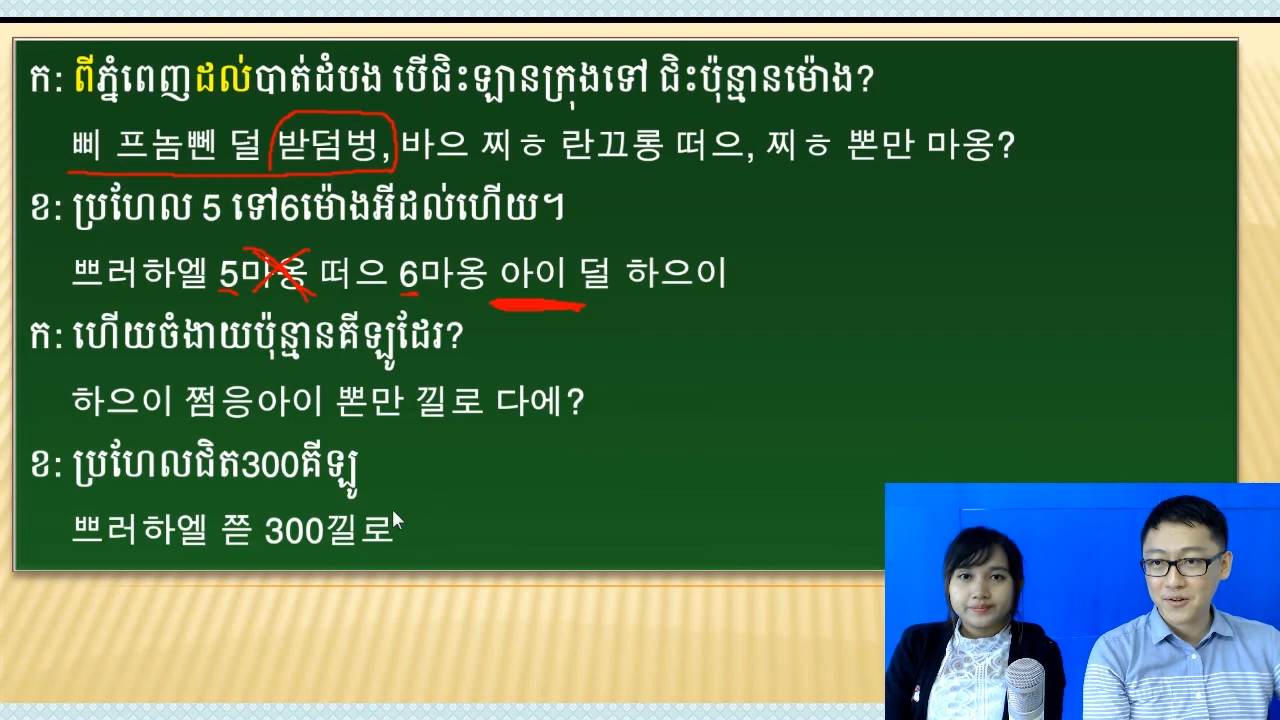 ក: ពីភ្នំពេញដល់បាត់ដំបង បើជិះឡានក្រុងទៅ ជិះប៉ុន្មានម៉ោង?
삐 프놈뻰 덜 받덤벙, 바으 찌ㅎ 란끄롱 떠으, 찌ㅎ 뽄만 마옹?
ខ: ប្រហែល 5 ទៅ6ម៉ោងអីដល់ហើយ។
쁘러하엘 5마옹 떠으 6마옹 아이 덜 하으이
ក: ហើយចំងាយប៉ុន្មានគីឡូដែរ?
하으이 쩜응아이 뽄만 낄로 다에?
ខ: ប្រហែលជិត300គីឡូ
쁘러하엘 쯛 300낄로